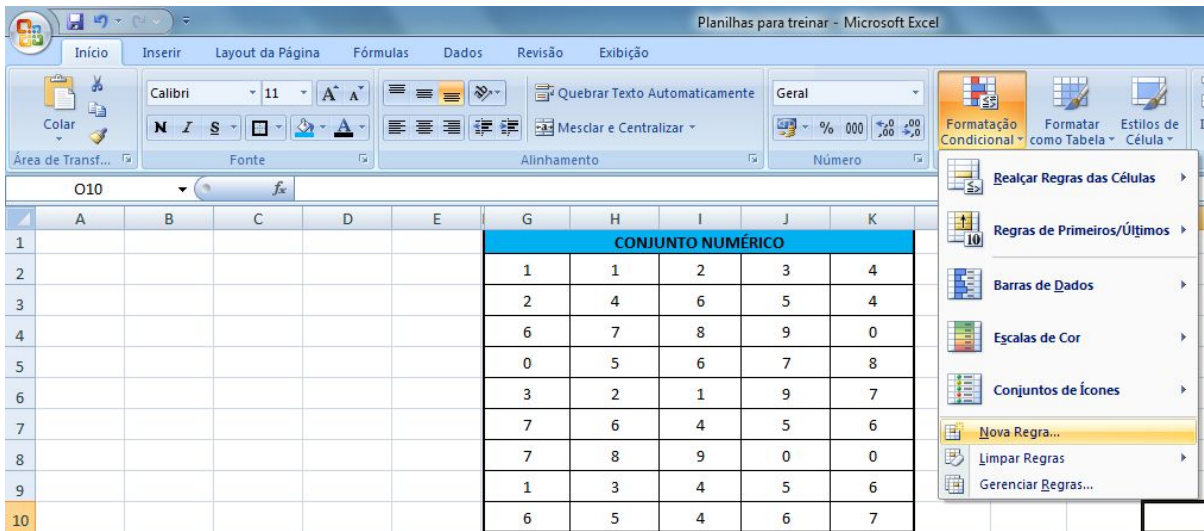 Planilhas para treinar - Microsoft Excel
Início Inserir Layout da Página Fórmulas Dados Revisão Exibição
Colar
Calibri 11 A A
N I S A
Quebrar Texto Automaticamente
Mesclar e Centralizar
Geral
% 000 ,00 ,0 ,00
Formatação Condicional
Formatar como Tabela
Estilos de Célula
Área de Transf... Fonte Alinhamento Número
O10 fx
Realçar Regras das Células
Regras de Primeiros/Últimos
Barras de Dados
Escalas de Cor
Conjuntos de Ícones
Nova Regra...
Limpar Regras
Gerenciar Regras...
A B C D E G H I J K
1 CONJUNTO NUMÉRICO
2 1 1 2 3 4
3 2 4 6 5 4
4 6 7 8 9 0
5 0 5 6 7 8
6 3 2 1 9 7
7 7 6 4 5 6
8 7 8 9 0 0
9 1 3 4 5 6
10 6 5 4 6 7